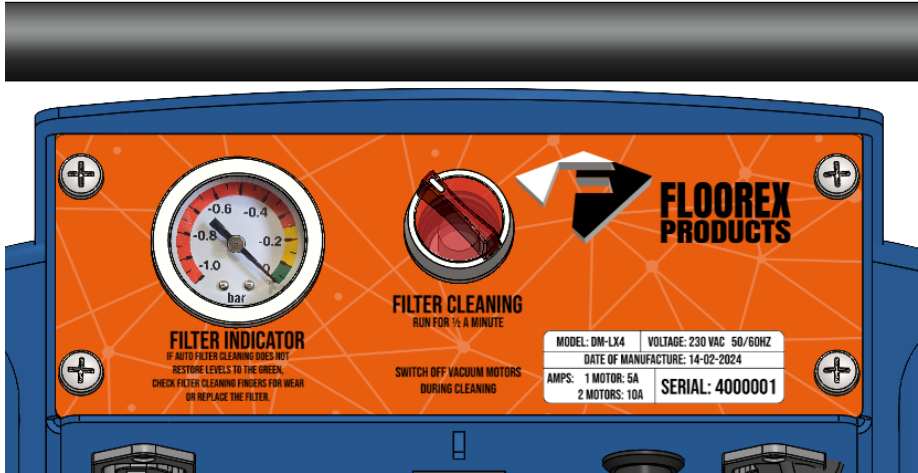 -0.6 -0.4
-0.8 -0.2
-1.0 0
bar
FILTER INDICATOR
IF AUTO FILTER CLEANING DOES NOT
RESTORE LEVELS TO THE GREEN,
CHECK FILTER CLEANING FINGERS FOR WEAR
OR REPLACE THE FILTER.
FILTER CLEANING
RUN FOR ½ A MINUTE
SWITCH OFF VACUUM MOTORS
DURING CLEANING
FLOOREX
PRODUCTS
MODEL: DM-LX4 VOLTAGE: 230 VAC 50/60HZ
DATE OF MANUFACTURE: 14-02-2024
AMPS: 1 MOTOR: 5A
2 MOTORS: 10A
SERIAL: 4000001